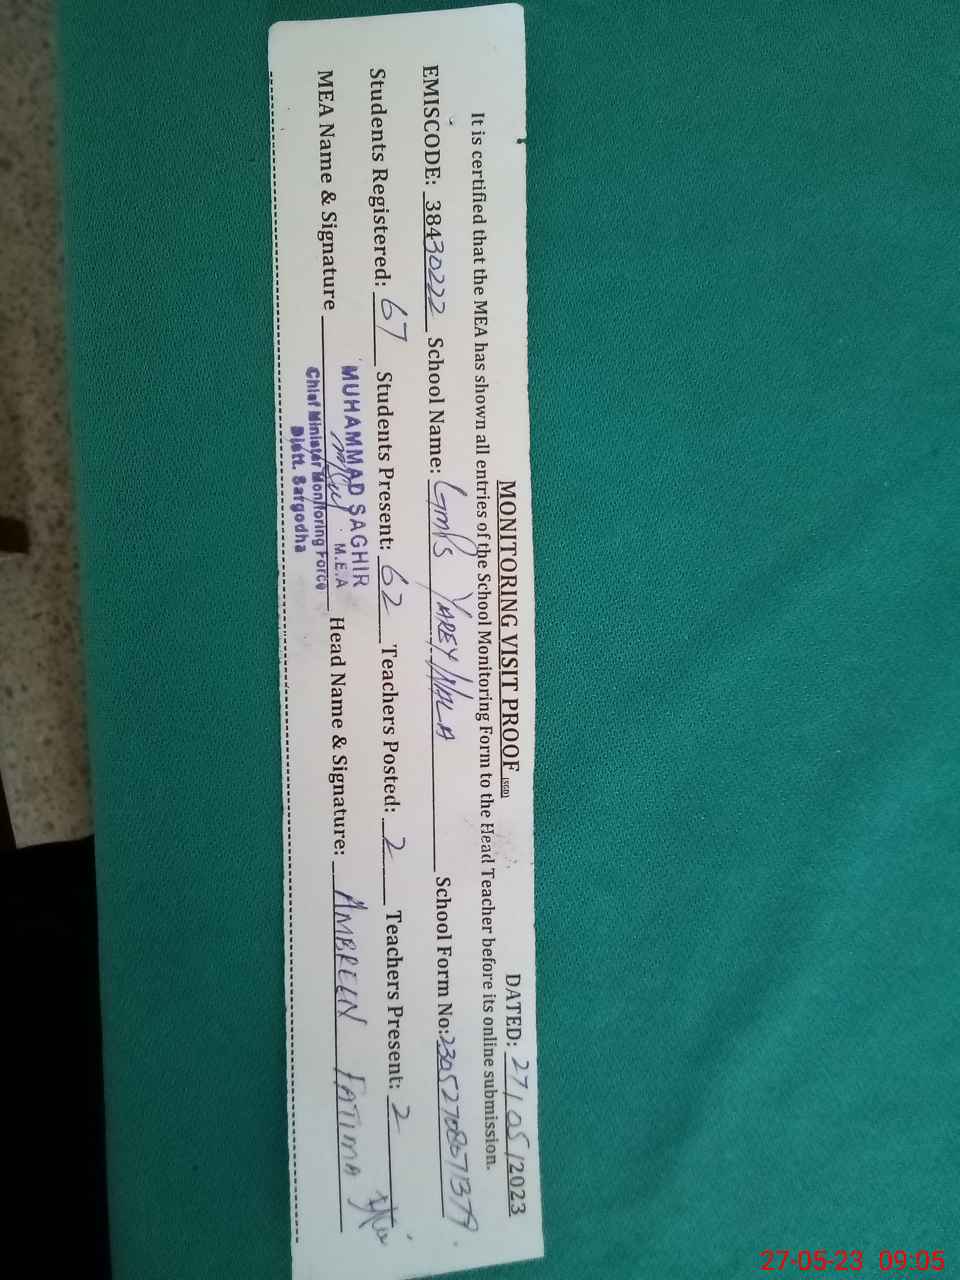 MONITORING VISIT PROOF (SGD) DATED: 27/05/2023
It is certified that the MEA has shown all entries of the School Monitoring Form to the Head Teacher before its online submission.
EMISCODE: 38430222 School Name: GMPS YAREY WALA School Form No:
Students Registered: 67 Students Present: 62 Teachers Posted: 2 Teachers Present: 2
MEA Name & Signature MUHAMMAD SAGHIR Head Name & Signature: AMBREEN FATIMA
M.E.A
Chief Minister Monitoring Force
Distt. Sargodha
27-05-23 09:05